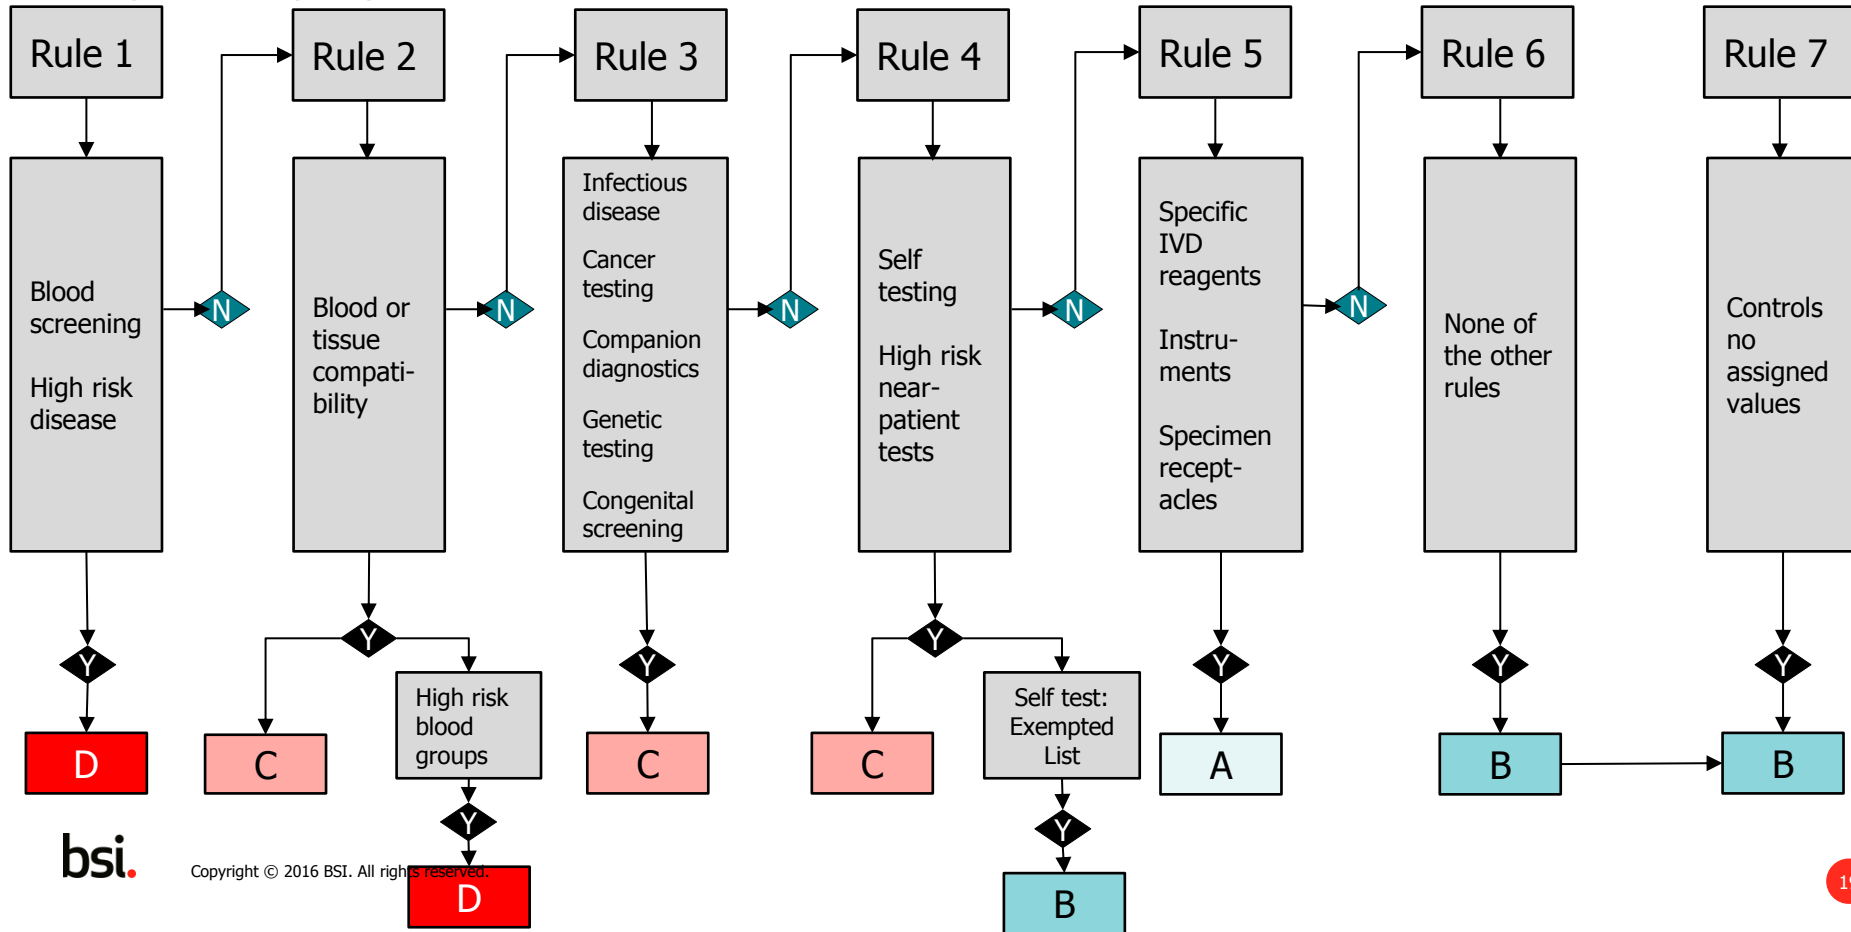 Rule 1
Rule 2
Rule 3
Rule 4
Rule 5
Rule 6
Rule 7
Blood
screening
High risk
disease
N
Blood or
tissue
compati-
bility
N
Infectious
disease
Cancer
testing
Companion
diagnostics
Genetic
testing
Congenital
screening
N
Self
testing
High risk
near-
patient
tests
N
Specific
IVD
reagents
Instru-
ments
Specimen
recept-
acles
N
None of
the other
rules
Controls
no
assigned
values
Y
D
Y
C
High risk
blood
groups
Y
D
Y
C
Y
C
Self test:
Exempted
List
Y
B
Y
A
Y
B
Y
B
bsi.
Copyright © 2016 BSI. All rights reserved.